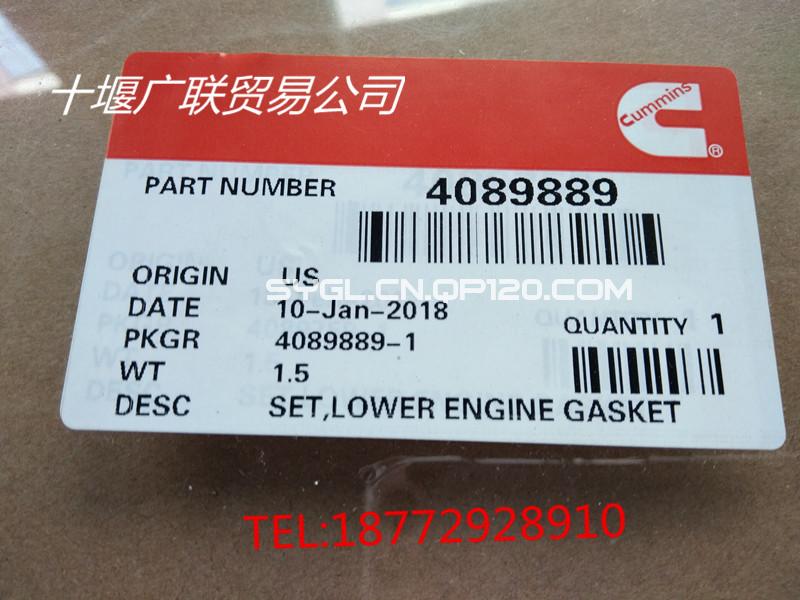 十堰广联贸易公司
Cummins
®
PART NUMBER 4089889
ORIGIN US
SYGL.CN.QP120.COM
DATE 10-Jan-2018
QUANTITY 1
PKGR 4089889-1
WT 1.5
DESC SET,LOWER ENGINE GASKET
TEL:18772928910